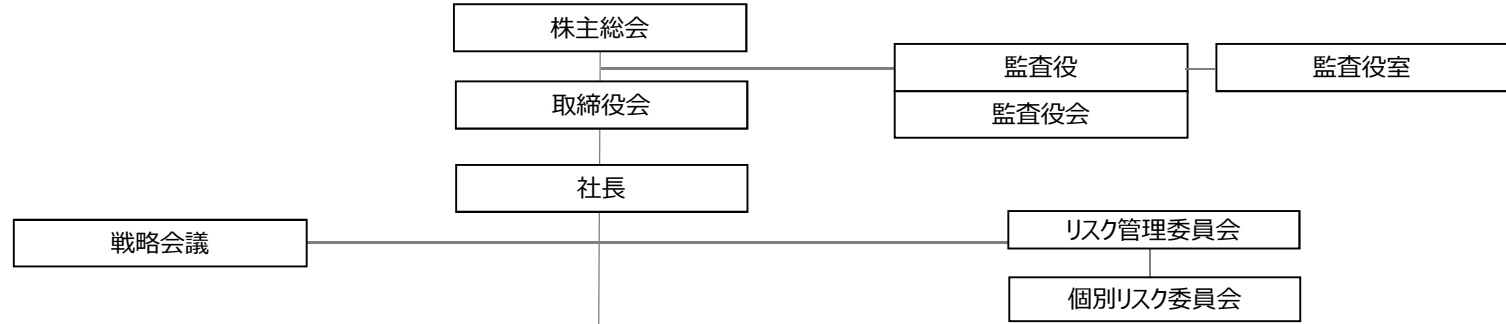 株主総会
監査役
監査役室
取締役会
監査役会
社長
戦略会議
リスク管理委員会
個別リスク委員会